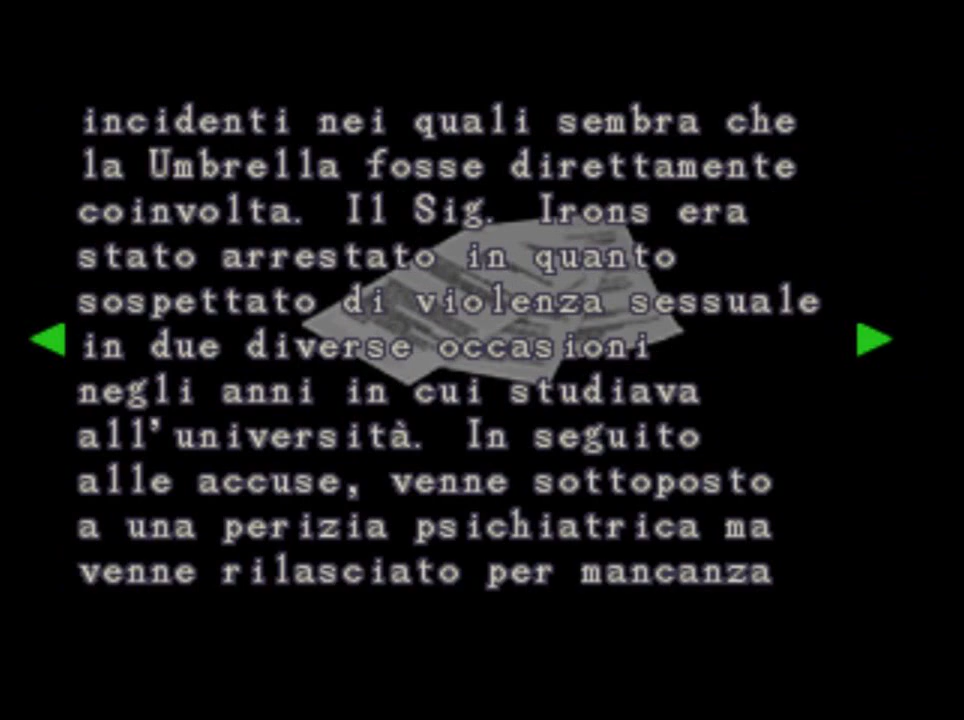 incidenti nei quali sembra che
la Umbrella fosse direttamente
coinvolta. Il Sig. Irons era
stato arrestato in quanto
sospettato di violenza sessuale
in due diverse occasioni
negli anni in cui studiava
all'università. In seguito
alle accuse, venne sottoposto
a una perizia psichiatrica ma
venne rilasciato per mancanza